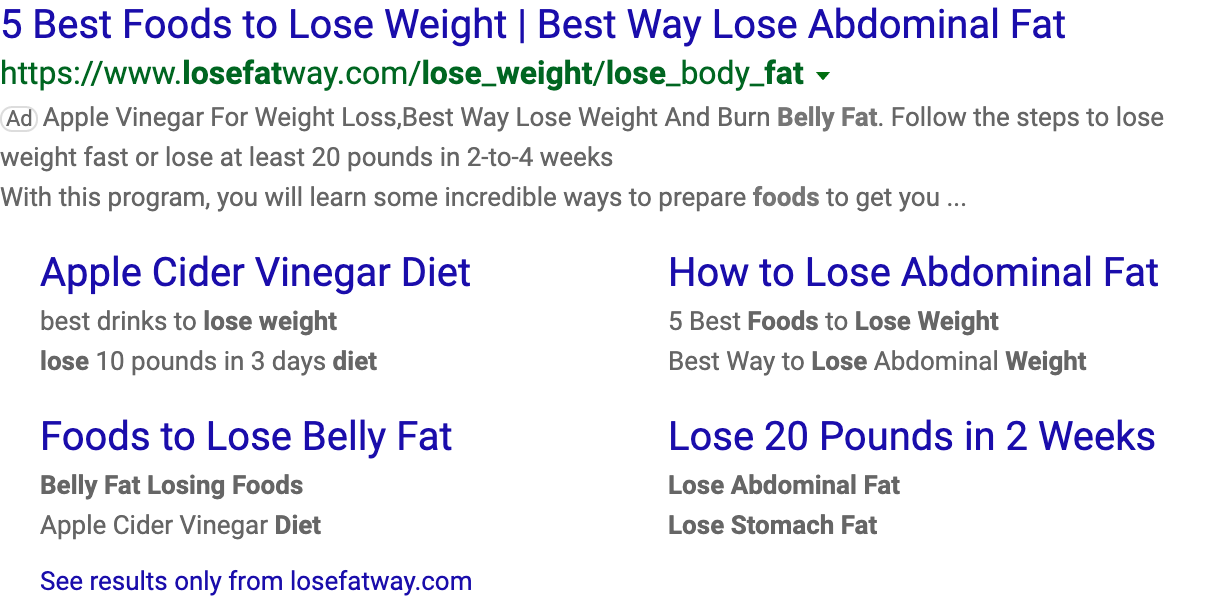 5 Best Foods to Lose Weight | Best Way Lose Abdominal Fat
https://www.losefatway.com/lose_weight/lose_body_fat
Ad Apple Vinegar For Weight Loss,Best Way Lose Weight And Burn Belly Fat. Follow the steps to lose
weight fast or lose at least 20 pounds in 2-to-4 weeks
With this program, you will learn some incredible ways to prepare foods to get you ...
Apple Cider Vinegar Diet
best drinks to lose weight
lose 10 pounds in 3 days diet
How to Lose Abdominal Fat
5 Best Foods to Lose Weight
Best Way to Lose Abdominal Weight
Foods to Lose Belly Fat
Belly Fat Losing Foods
Apple Cider Vinegar Diet
Lose 20 Pounds in 2 Weeks
Lose Abdominal Fat
Lose Stomach Fat
See results only from losefatway.com